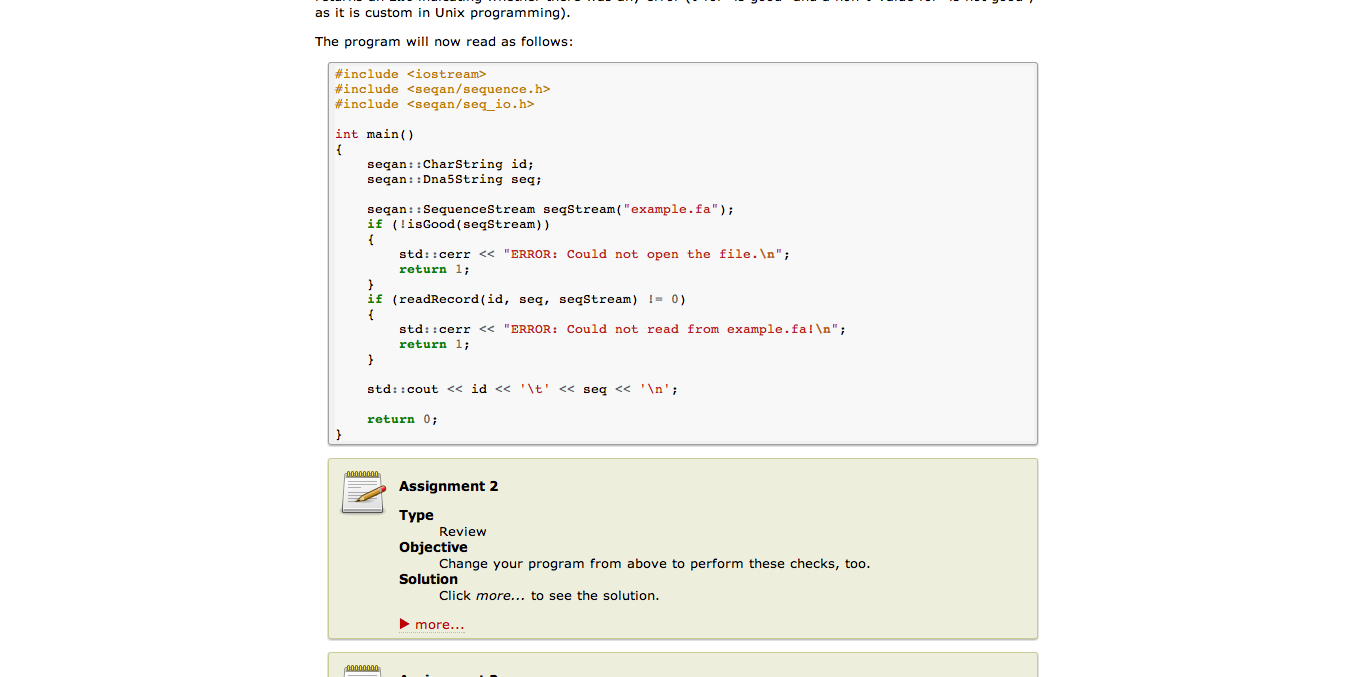 as it is custom in Unix programming).
The program will now read as follows:
#include <iostream>
#include <seqan/sequence.h>
#include <seqan/seq_io.h>
int main()
{
    seqan::CharString id;
    seqan::Dna5String seq;
    seqan::SequenceStream seqStream("example.fa");
    if (!isGood(seqStream))
    {
        std::cerr << "ERROR: Could not open the file.\n";
        return 1;
    }
    if (readRecord(id, seq, seqStream) != 0)
    {
        std::cerr << "ERROR: Could not read from example.fa!\n";
        return 1;
    }
    std::cout << id << '\t' << seq << '\n';
    return 0;
}
Assignment 2
Type
Review
Objective
Change your program from above to perform these checks, too.
Solution
Click more... to see the solution.
more...